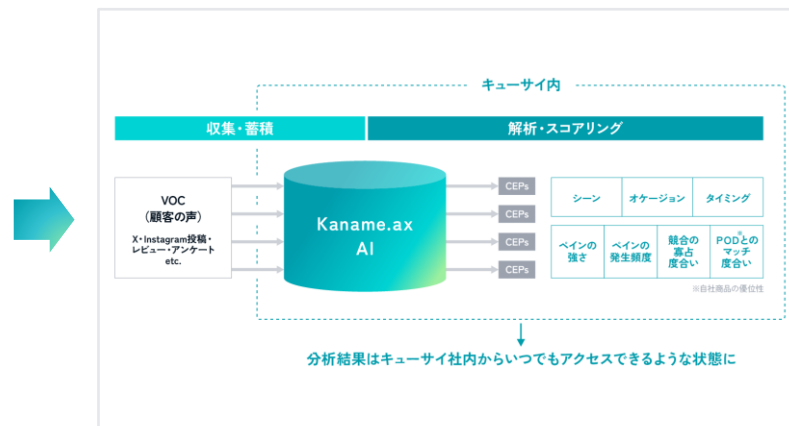 キューサイ内
収集・蓄積
解析・スコアリング
VOC
（顧客の声）
X・Instagram投稿・
レビュー・アンケート
etc.
Kaname.ax
AI
CEPs
CEPs
CEPs
CEPs
シーン
オケージョン
タイミング
ペインの
強さ
ペインの
発生頻度
競合の
寡占
度合い
PODとの※
マッチ
度合い
※自社商品の優位性
分析結果はキューサイ社内からいつでもアクセスできるような状態に